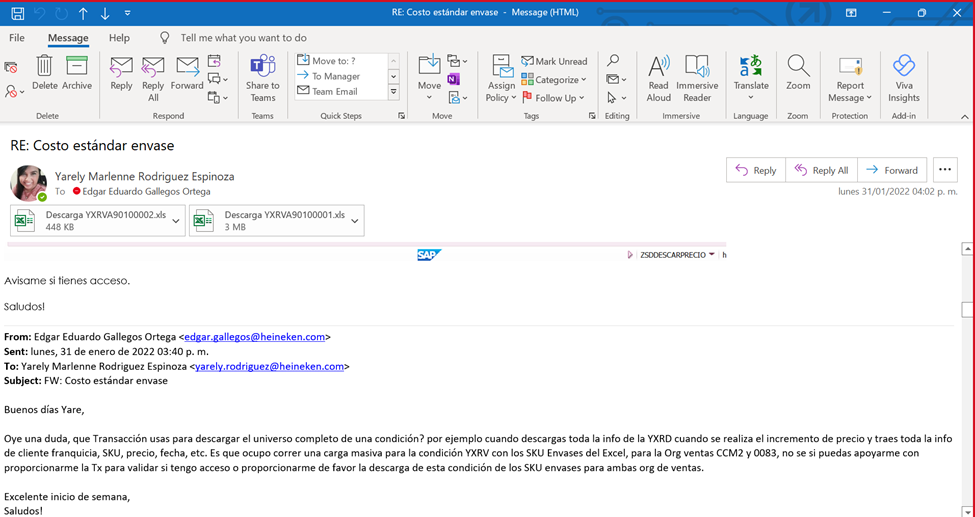 RE: Costo estándar envase - Message (HTML)
File Message Help Tell me what you want to do
Delete Archive
Reply Reply All Forward
Share to Teams
Move to: ?
To Manager
Team Email
Move
Assign Policy
Mark Unread
Categorize
Follow Up
Read Aloud Immersive Reader
Translate
Zoom
Report Message
Viva Insights
Delete Respond Teams Quick Steps Move Tags Editing Immersive Language Zoom Protection Add-in
RE: Costo estándar envase
Yarely Marlenne Rodriguez Espinoza
To Edgar Eduardo Gallegos Ortega
Reply Reply All Forward
lunes 31/01/2022 04:02 p. m.
Descarga YXRVA90100002.xls
448 KB
Descarga YXRVA90100001.xls
3 MB
SAP ZSDDESCARPRECIO h
Avisame si tienes acceso.
Saludos!
From: Edgar Eduardo Gallegos Ortega <edgar.gallegos@heineken.com>
Sent: lunes, 31 de enero de 2022 03:40 p. m.
To: Yarely Marlenne Rodriguez Espinoza <yarely.rodriguez@heineken.com>
Subject: FW: Costo estándar envase
Buenos días Yare,
Oye una duda, que Transacción usas para descargar el universo completo de una condición? por ejemplo cuando descargas toda la info de la YXRD cuando se realiza el incremento de precio y traes toda la info
de cliente franquicia, SKU, precio, fecha, etc. Es que ocupo correr una carga masiva para la condición YXRV con los SKU Envases del Excel, para la Org ventas CCM2 y 0083, no se si puedas apoyarme con
proporcionarme la Tx para validar si tengo acceso o proporcionarme de favor la descarga de esta condición de los SKU envases para ambas org de ventas.
Excelente inicio de semana,
Saludos!